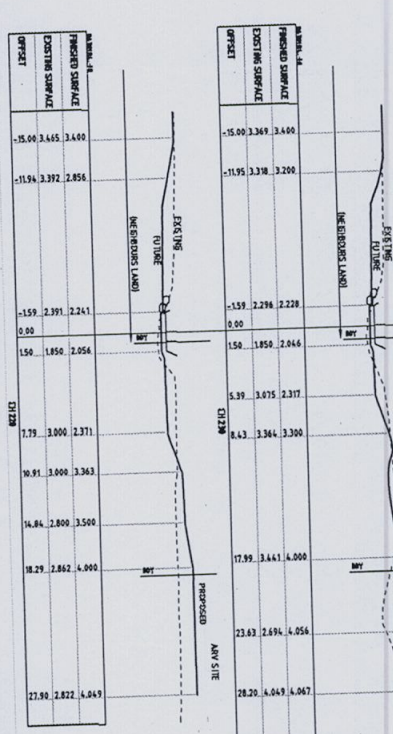 EXISTING
FUTURE
(NEIGHBOURS LAND)
BDY
BDY
FINISHED SURFACE 3.400 3.200 2.228 2.046 2.317 3.300 4.000 4.056 4.067
EXISTING SURFACE 3.369 3.318 2.296 1.850 3.075 3.364 3.441 2.694 4.049
OFFSET -15.00 -11.95 -1.59 0.00 1.50 5.39 8.43 17.99 23.63 28.20
CH 230
EXISTING
FUTURE
(NEIGHBOURS LAND)
BDY
BDY
PROPOSED
ARV SITE
FINISHED SURFACE 3.400 2.856 2.241 2.056 2.371 3.363 3.500 4.000 4.049
EXISTING SURFACE 3.465 3.392 2.391 1.850 3.000 3.000 2.800 2.862 2.822
OFFSET -15.00 -11.94 -1.59 0.00 1.50 7.79 10.91 14.84 18.29 27.90
CH 220